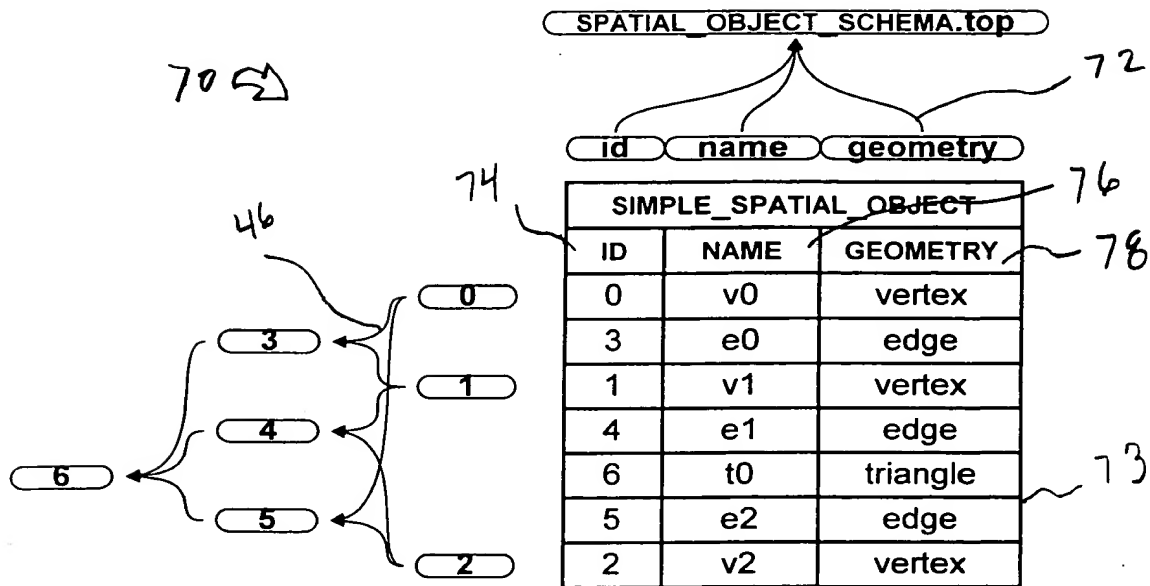 SPATIAL_OBJECT_SCHEMA.top
70
72
id name geometry
74
76
SIMPLE_SPATIAL_OBJECT
46
ID NAME GEOMETRY
78
0
0 v0 vertex
3
3 e0 edge
1
1 v1 vertex
4
4 e1 edge
6
6 t0 triangle
73
5
5 e2 edge
2
2 v2 vertex